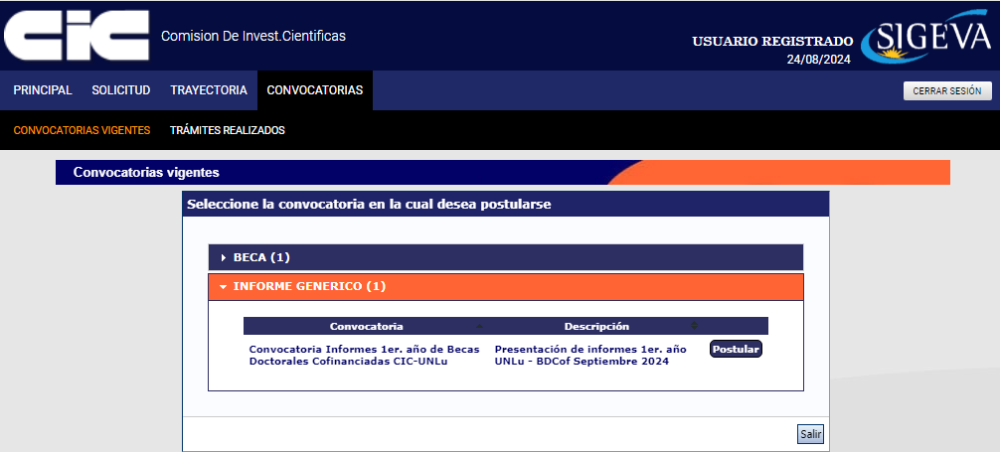 CIC
Comision De Invest.Cientificas
USUARIO REGISTRADO
24/08/2024
SIGEVA
PRINCIPAL SOLICITUD TRAYECTORIA CONVOCATORIAS CERRAR SESIÓN
CONVOCATORIAS VIGENTES TRÁMITES REALIZADOS
Convocatorias vigentes
Seleccione la convocatoria en la cual desea postularse
BECA (1)
INFORME GENERICO (1)
Convocatoria Descripción
Convocatoria Informes 1er. año de Becas Presentación de informes 1er. año Postular
Doctorales Cofinanciadas CIC-UNLu UNLu - BDCof Septiembre 2024
Salir